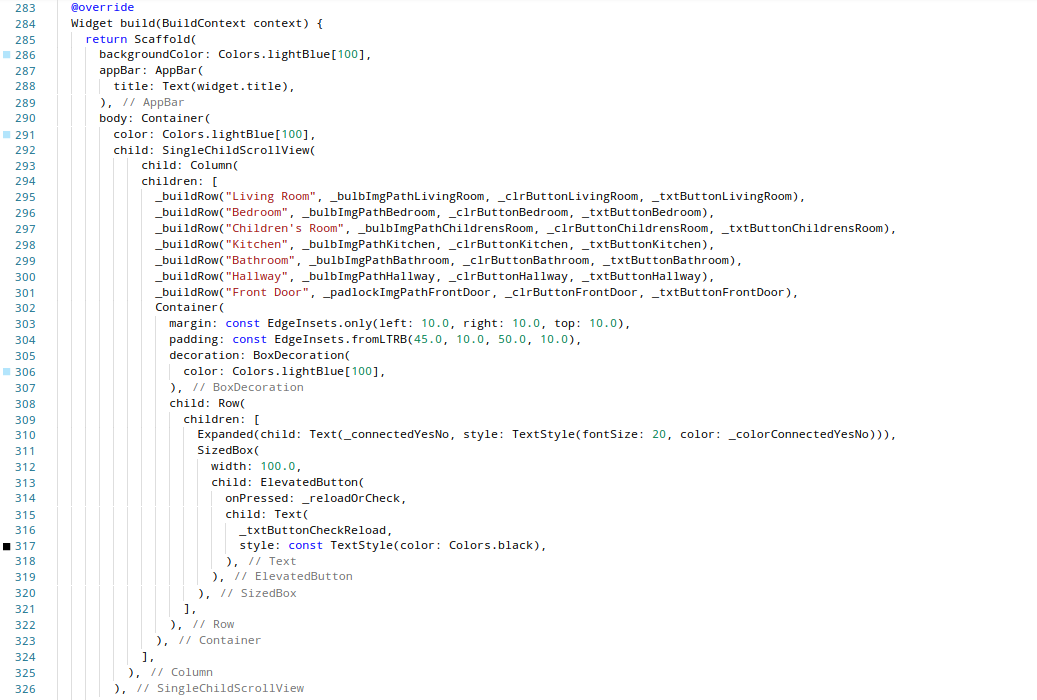 283 @override
284 Widget build(BuildContext context) {
285 return Scaffold(
286 backgroundColor: Colors.lightBlue[100],
287 appBar: AppBar(
288 title: Text(widget.title),
289 ), // AppBar
290 body: Container(
291 color: Colors.lightBlue[100],
292 child: SingleChildScrollView(
293 child: Column(
294 children: [
295 _buildRow("Living Room", _bulbImgPathLivingRoom, _clrButtonLivingRoom, _txtButtonLivingRoom),
296 _buildRow("Bedroom", _bulbImgPathBedroom, _clrButtonBedroom, _txtButtonBedroom),
297 _buildRow("Children's Room", _bulbImgPathChildrensRoom, _clrButtonChildrensRoom, _txtButtonChildrensRoom),
298 _buildRow("Kitchen", _bulbImgPathKitchen, _clrButtonKitchen, _txtButtonKitchen),
299 _buildRow("Bathroom", _bulbImgPathBathroom, _clrButtonBathroom, _txtButtonBathroom),
300 _buildRow("Hallway", _bulbImgPathHallway, _clrButtonHallway, _txtButtonHallway),
301 _buildRow("Front Door", _padlockImgPathFrontDoor, _clrButtonFrontDoor, _txtButtonFrontDoor),
302 Container(
303 margin: const EdgeInsets.only(left: 10.0, right: 10.0, top: 10.0),
304 padding: const EdgeInsets.fromLTRB(45.0, 10.0, 50.0, 10.0),
305 decoration: BoxDecoration(
306 color: Colors.lightBlue[100],
307 ), // BoxDecoration
308 child: Row(
309 children: [
310 Expanded(child: Text(_connectedYesNo, style: TextStyle(fontSize: 20, color: _colorConnectedYesNo))),
311 SizedBox(
312 width: 100.0,
313 child: ElevatedButton(
314 onPressed: _reloadOrCheck,
315 child: Text(
316 _txtButtonCheckReload,
317 style: const TextStyle(color: Colors.black),
318 ), // Text
319 ), // ElevatedButton
320 ), // SizedBox
321 ],
322 ), // Row
323 ), // Container
324 ],
325 ), // Column
326 ), // SingleChildScrollView